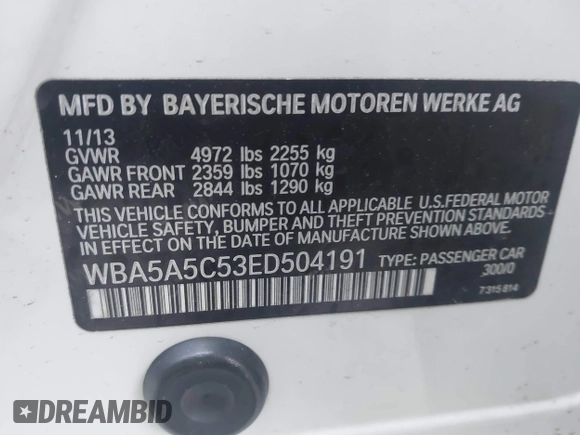 MFD BY BAYERISCHE MOTOREN WERKE AG
11/13
GVWR 4972 lbs 2255 kg
GAWR FRONT 2359 lbs 1070 kg
GAWR REAR 2844 lbs 1290 kg
THIS VEHICLE CONFORMS TO ALL APPLICABLE U.S.FEDERAL MOTOR
VEHICLE SAFETY, BUMPER AND THEFT PREVENTION STANDARDS
IN EFFECT ON THE DATE OF MANUFACTURE SHOWN ABOVE.
WBA5A5C53ED504191 TYPE: PASSENGER CAR
300/0
7315814
DREAMBID